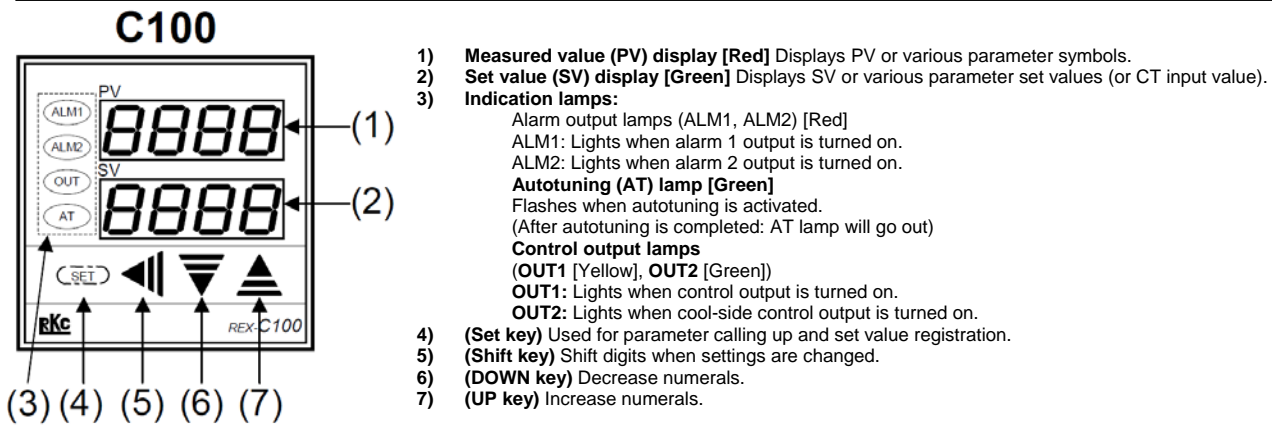 C100
PV
ALM1
8888
(1)
ALM2
SV
OUT
8888
(2)
AT
SET
RKC
REX-C100
(3) (4) (5) (6) (7)
1) Measured value (PV) display [Red] Displays PV or various parameter symbols.
2) Set value (SV) display [Green] Displays SV or various parameter set values (or CT input value).
3) Indication lamps:
Alarm output lamps (ALM1, ALM2) [Red]
ALM1: Lights when alarm 1 output is turned on.
ALM2: Lights when alarm 2 output is turned on.
Autotuning (AT) lamp [Green]
Flashes when autotuning is activated.
(After autotuning is completed: AT lamp will go out)
Control output lamps
(OUT1 [Yellow], OUT2 [Green])
OUT1: Lights when control output is turned on.
OUT2: Lights when cool-side control output is turned on.
4) (Set key) Used for parameter calling up and set value registration.
5) (Shift key) Shift digits when settings are changed.
6) (DOWN key) Decrease numerals.
7) (UP key) Increase numerals.